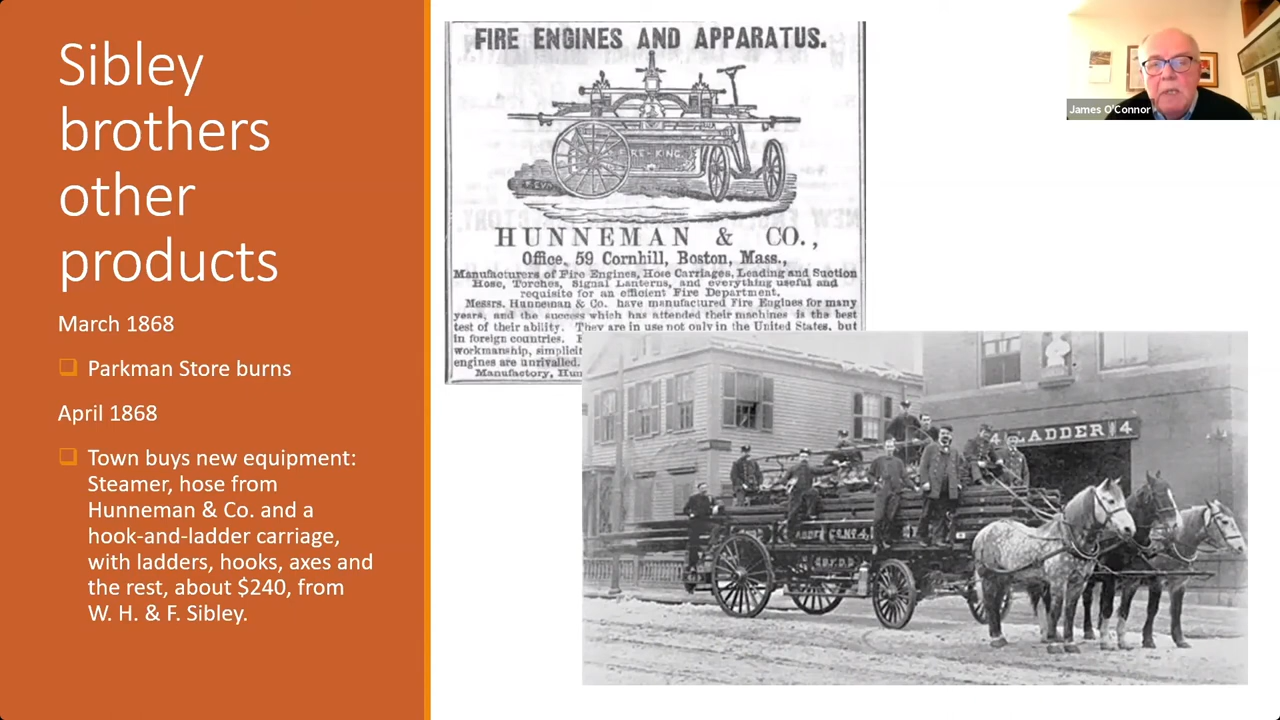 Sibley
brothers
other
products
March 1868
Parkman Store burns
April 1868
Town buys new equipment:
Steamer, hose from
Hunneman & Co. and a
hook-and-ladder carriage,
with ladders, hooks, axes and
the rest, about $240, from
W. H. & F. Sibley.
FIRE ENGINES AND APPARATUS.
FIRE-KING
HUNNEMAN & CO.,
Office, 59 Cornhill, Boston, Mass.,
Manufacturers of Fire Engines, Hose Carriages, Leading and Suction
Hose, Torches, Signal Lanterns, and everything useful and
requisite for an efficient Fire Department.
Messrs. Hunneman & Co. have manufactured Fire Engines for many
years, and the success which has attended their machines is the best
test of their ability. They are in use not only in the United States, but
in foreign countries.
workmanship,
engines are unrivalled.
Manufactory,
4 LADDER 4
James O'Connor